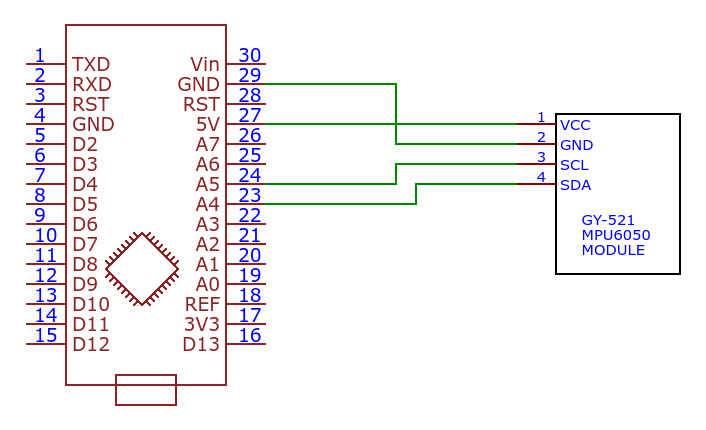 1 TXD Vin 30
2 RXD GND 29
3 RST RST 28
4 GND 5V 27
5 D2 A7 26
6 D3 A6 25
7 D4 A5 24
8 D5 A4 23
9 D6 A3 22
10 D7 A2 21
11 D8 A1 20
12 D9 A0 19
13 D10 REF 18
14 D11 3V3 17
15 D12 D13 16
1 VCC
2 GND
3 SCL
4 SDA
GY-521
MPU6050
MODULE